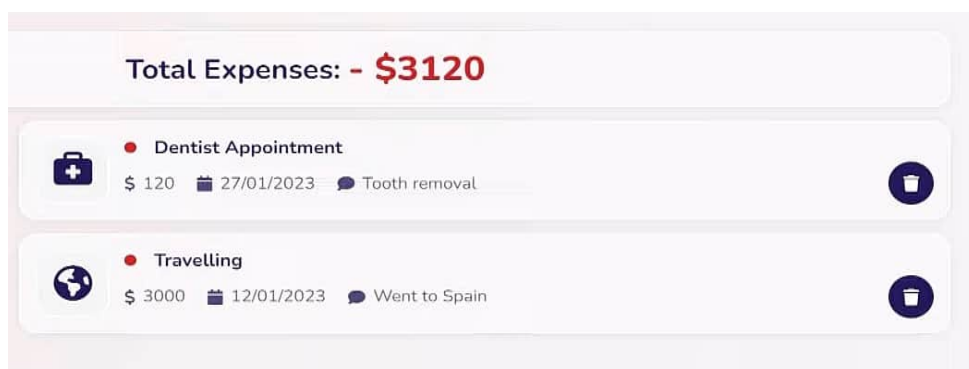 Total Expenses: - $3120
Dentist Appointment
$ 120 27/01/2023 Tooth removal
Travelling
$ 3000 12/01/2023 Went to Spain